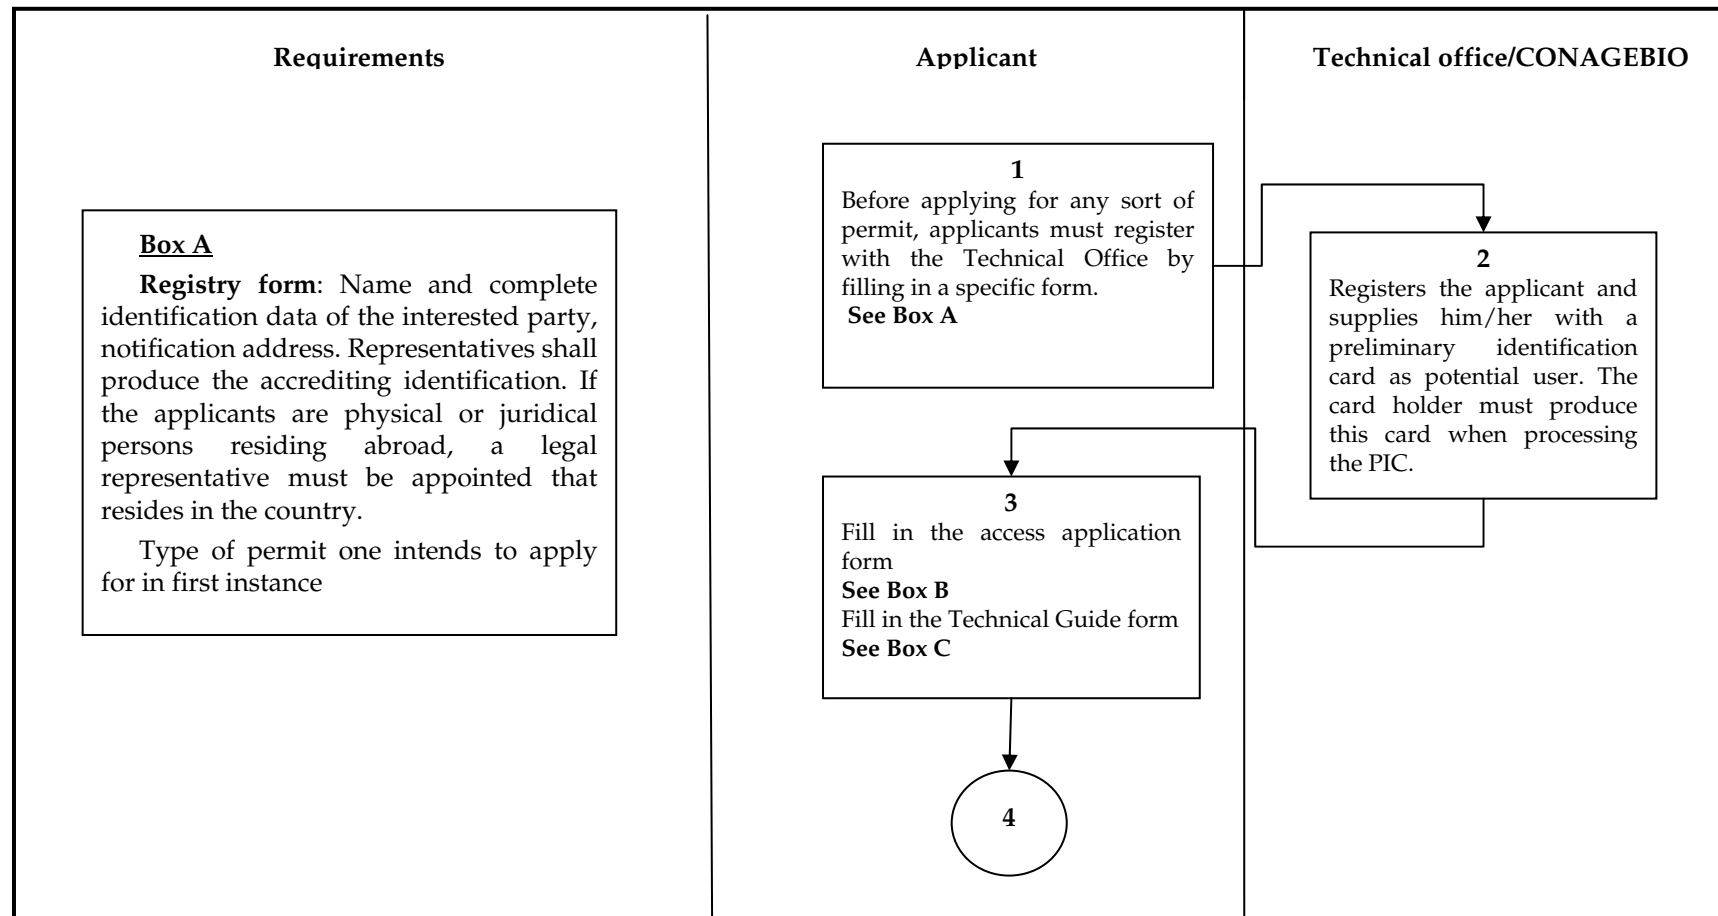 Requirements
Applicant
Technical office/CONAGEBIO
Box A
Registry form: Name and complete
identification data of the interested party,
notification address. Representatives shall
produce the accrediting identification. If
the applicants are physical or juridical
persons residing abroad, a legal
representative must be appointed that
resides in the country.
Type of permit one intends to apply
for in first instance
1
Before applying for any sort of
permit, applicants must register
with the Technical Office by
filling in a specific form.
See Box A
2
Registers the applicant and
supplies him/her with a
preliminary identification
card as potential user. The
card holder must produce
this card when processing
the PIC.
3
Fill in the access application
form
See Box B
Fill in the Technical Guide form
See Box C
4